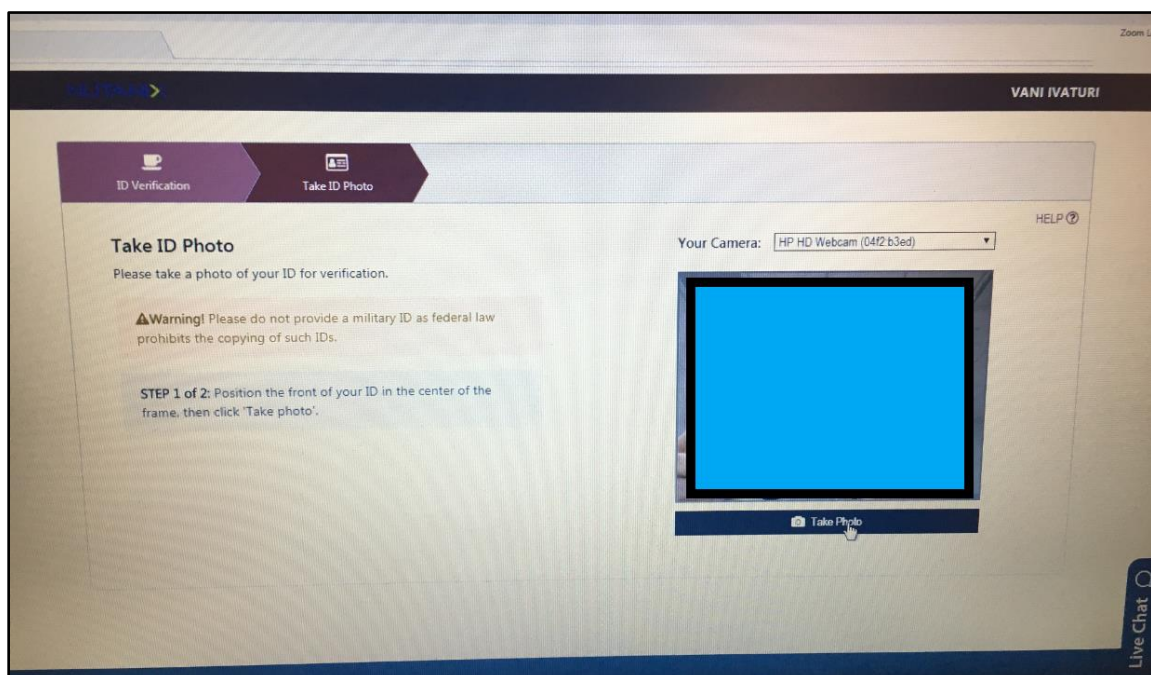 Zoom
VANI IVATURI
ID Verification
Take ID Photo
HELP ?
Take ID Photo
Please take a photo of your ID for verification.
Your Camera: HP HD Webcam (04f2:b3ed)
Warning! Please do not provide a military ID as federal law
prohibits the copying of such IDs.
STEP 1 of 2: Position the front of your ID in the center of the
frame, then click 'Take photo'.
Take Photo
Live Chat